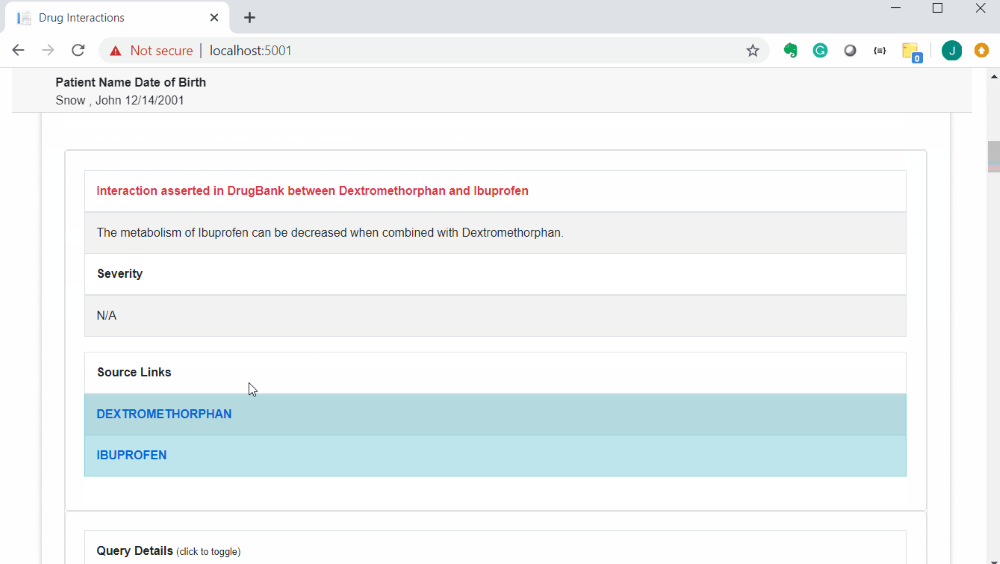 Drug Interactions
Not secure | localhost:5001
0
J
Patient Name Date of Birth
Snow , John 12/14/2001
Interaction asserted in DrugBank between Dextromethorphan and Ibuprofen
The metabolism of Ibuprofen can be decreased when combined with Dextromethorphan.
Severity
N/A
Source Links
DEXTROMETHORPHAN
IBUPROFEN
Query Details (click to toggle)